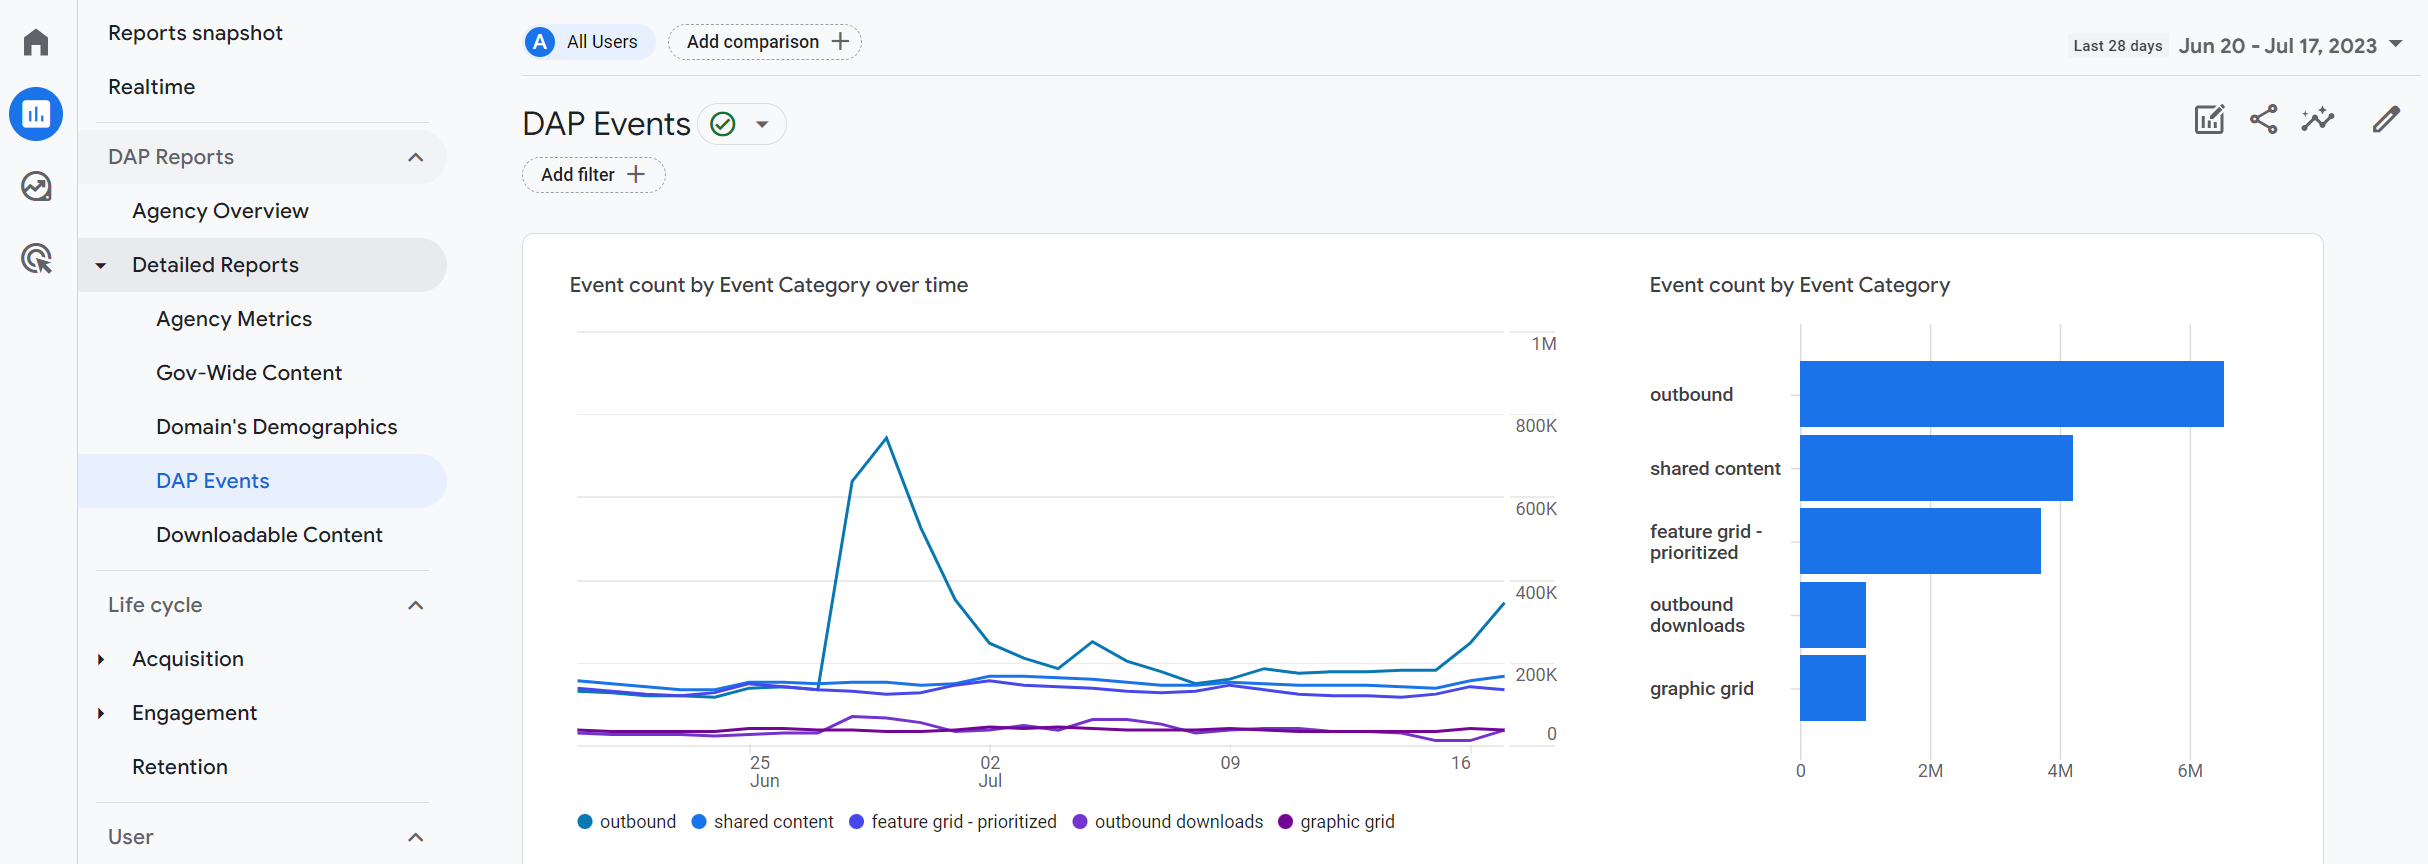 Reports snapshot
Realtime
DAP Reports
Agency Overview
Detailed Reports
Agency Metrics
Gov-Wide Content
Domain's Demographics
DAP Events
Downloadable Content
Life cycle
Acquisition
Engagement
Retention
User
A All Users
Add comparison
Last 28 days Jun 20 - Jul 17, 2023
DAP Events
Add filter
Event count by Event Category over time
1M
800K
600K
400K
200K
0
25
Jun
02
Jul
09
16
outbound shared content feature grid - prioritized outbound downloads graphic grid
Event count by Event Category
outbound
shared content
feature grid -
prioritized
outbound
downloads
graphic grid
0 2M 4M 6M